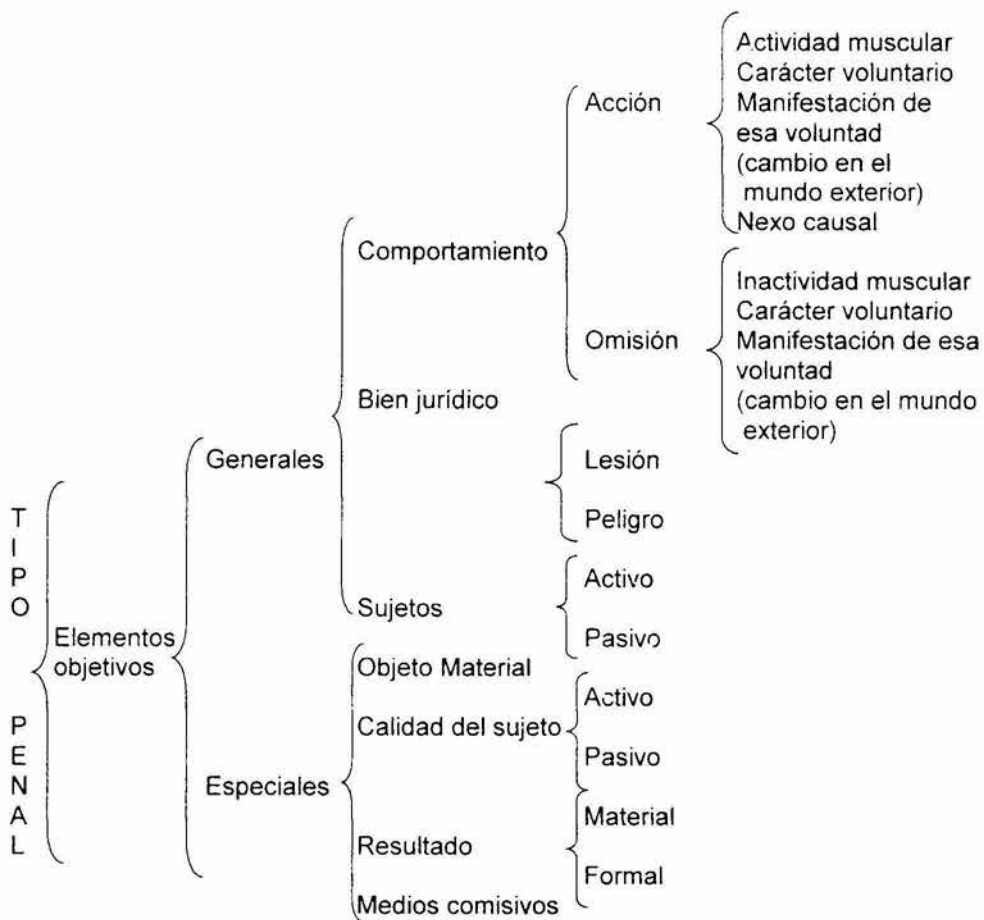 TIPO PENAL
Elementos
objetivos
Generales
Comportamiento
Acción
Actividad muscular
Carácter voluntario
Manifestación de
esa voluntad
(cambio en el
mundo exterior)
Nexo causal
Omisión
Inactividad muscular
Carácter voluntario
Manifestación de esa
voluntad
(cambio en el mundo
exterior)
Bien jurídico
Lesión
Peligro
Sujetos
Activo
Pasivo
Especiales
Objeto Material
Calidad del sujeto
Activo
Pasivo
Resultado
Material
Formal
Medios comisivos